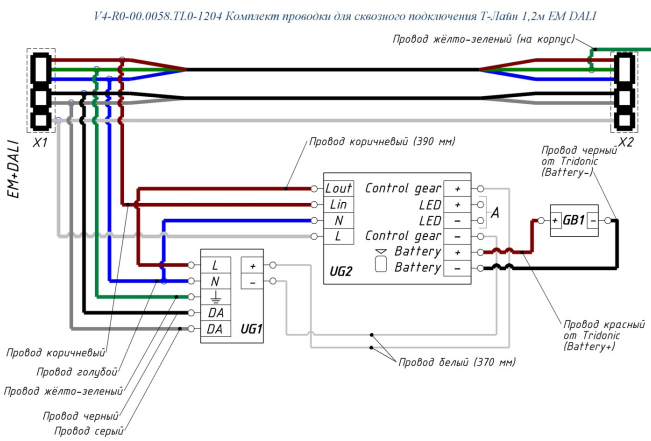 V4-R0-00.0058.TL0-1204 Комплект проводки для сквозного подключения Т-Лайн 1,2м EM DALI
Провод жёлто-зеленый (на корпус)
X1
X2
EM+DALI
Провод коричневый (390 мм)
Провод черный
от Tridonic
(Battery-)
Lout
Lin
N
L
Control gear +
LED +
LED -
Control gear -
Battery +
Battery -
UG2
A
+ GB1 -
L
N
DA
DA
+
-
UG1
Провод красный
от Tridonic
(Battery+)
Провод белый (370 мм)
Провод коричневый
Провод голубой
Провод жёлто-зеленый
Провод черный
Провод серый